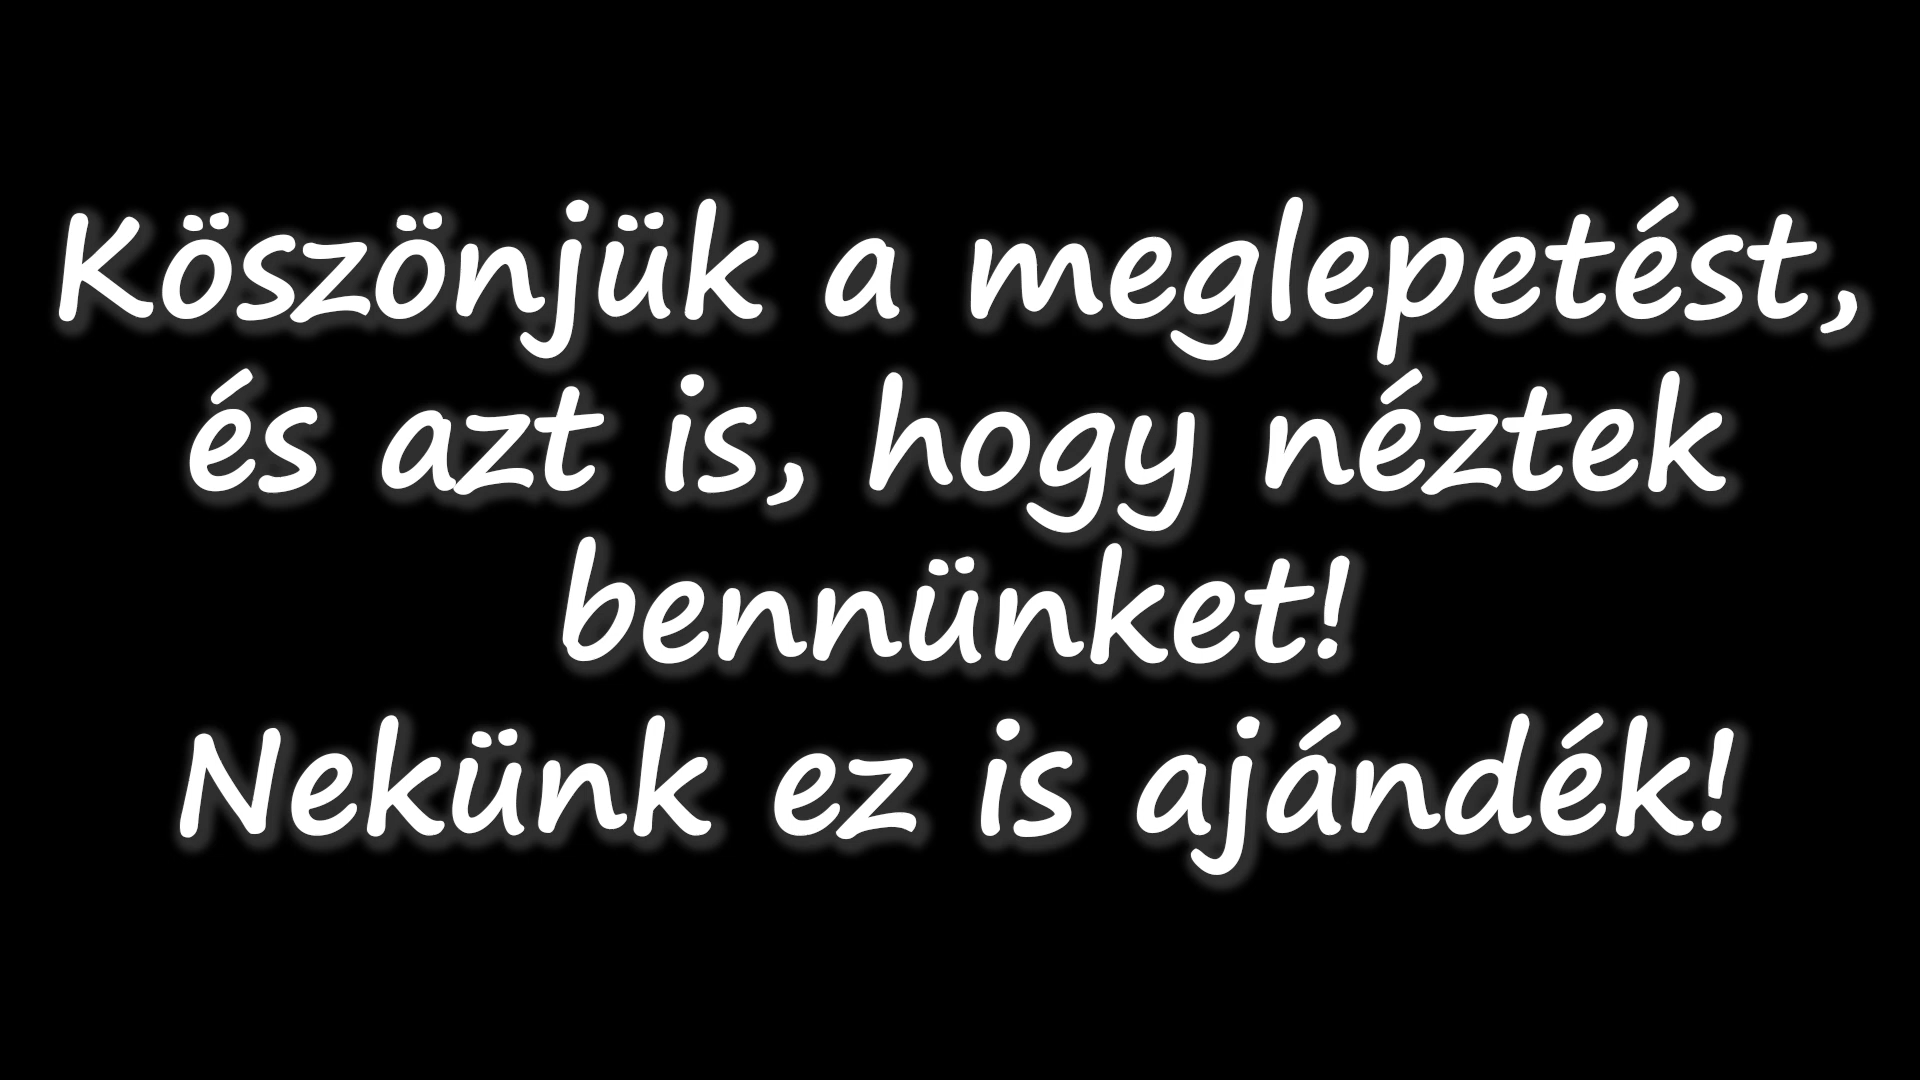 Köszönjük a meglepetést,
és azt is, hogy néztek
bennünket!
Nekünk ez is ajándék!